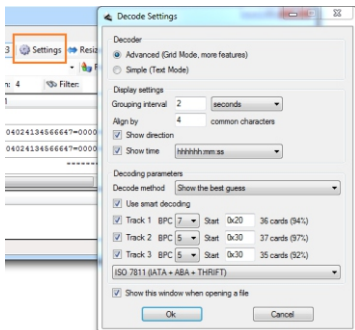 Decode Settings
3 Settings Resiz
n: 4 Filter:
04024134566647=0000
04024134566647=0000
Decoder
Advanced (Grid Mode, more features)
Simple (Text Mode)
Display settings
Grouping interval 2 seconds
Align by 4 common characters
Show direction
Show time hhhhhh:mm:ss
Decoding parameters
Decode method Show the best guess
Use smart decoding
Track 1 BPC 7 Start 0x20 36 cards (94%)
Track 2 BPC 5 Start 0x30 37 cards (97%)
Track 3 BPC 5 Start 0x30 35 cards (92%)
ISO 7811 (IATA + ABA + THRIFT)
Show this window when opening a file
Ok Cancel